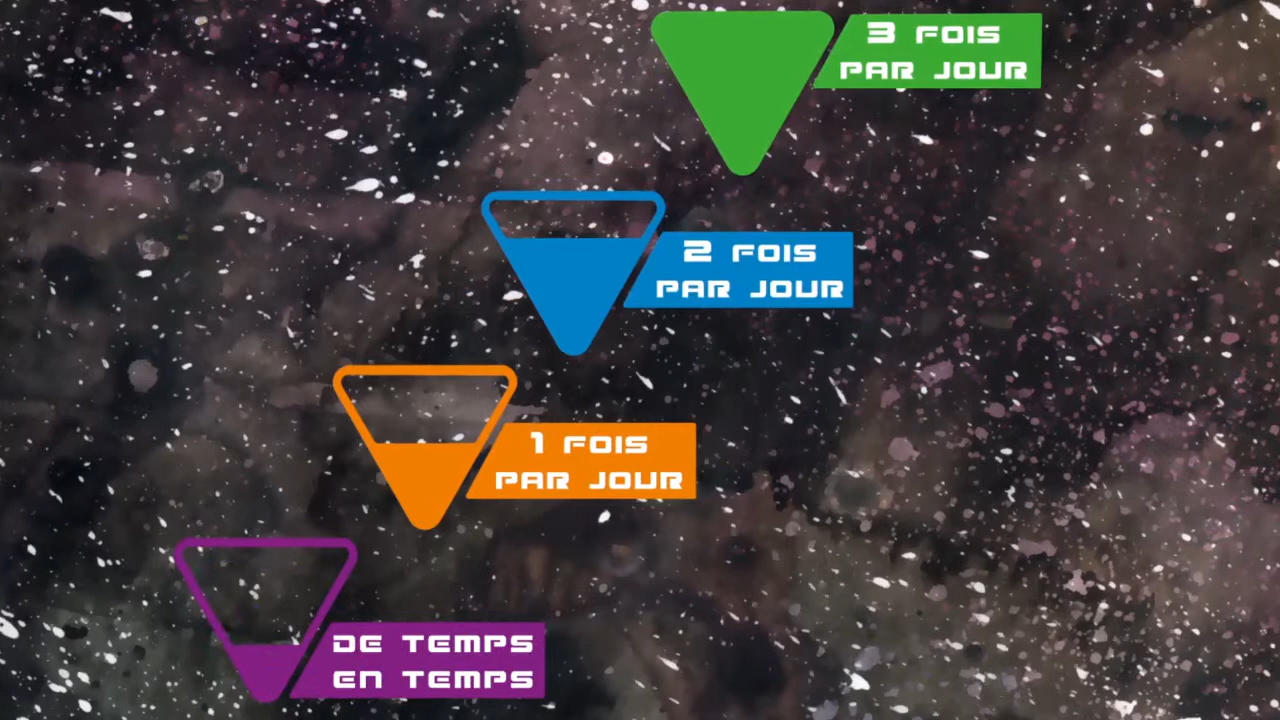 3 FOIS
PAR JOUR
2 FOIS
PAR JOUR
1 FOIS
PAR JOUR
DE TEMPS
EN TEMPS